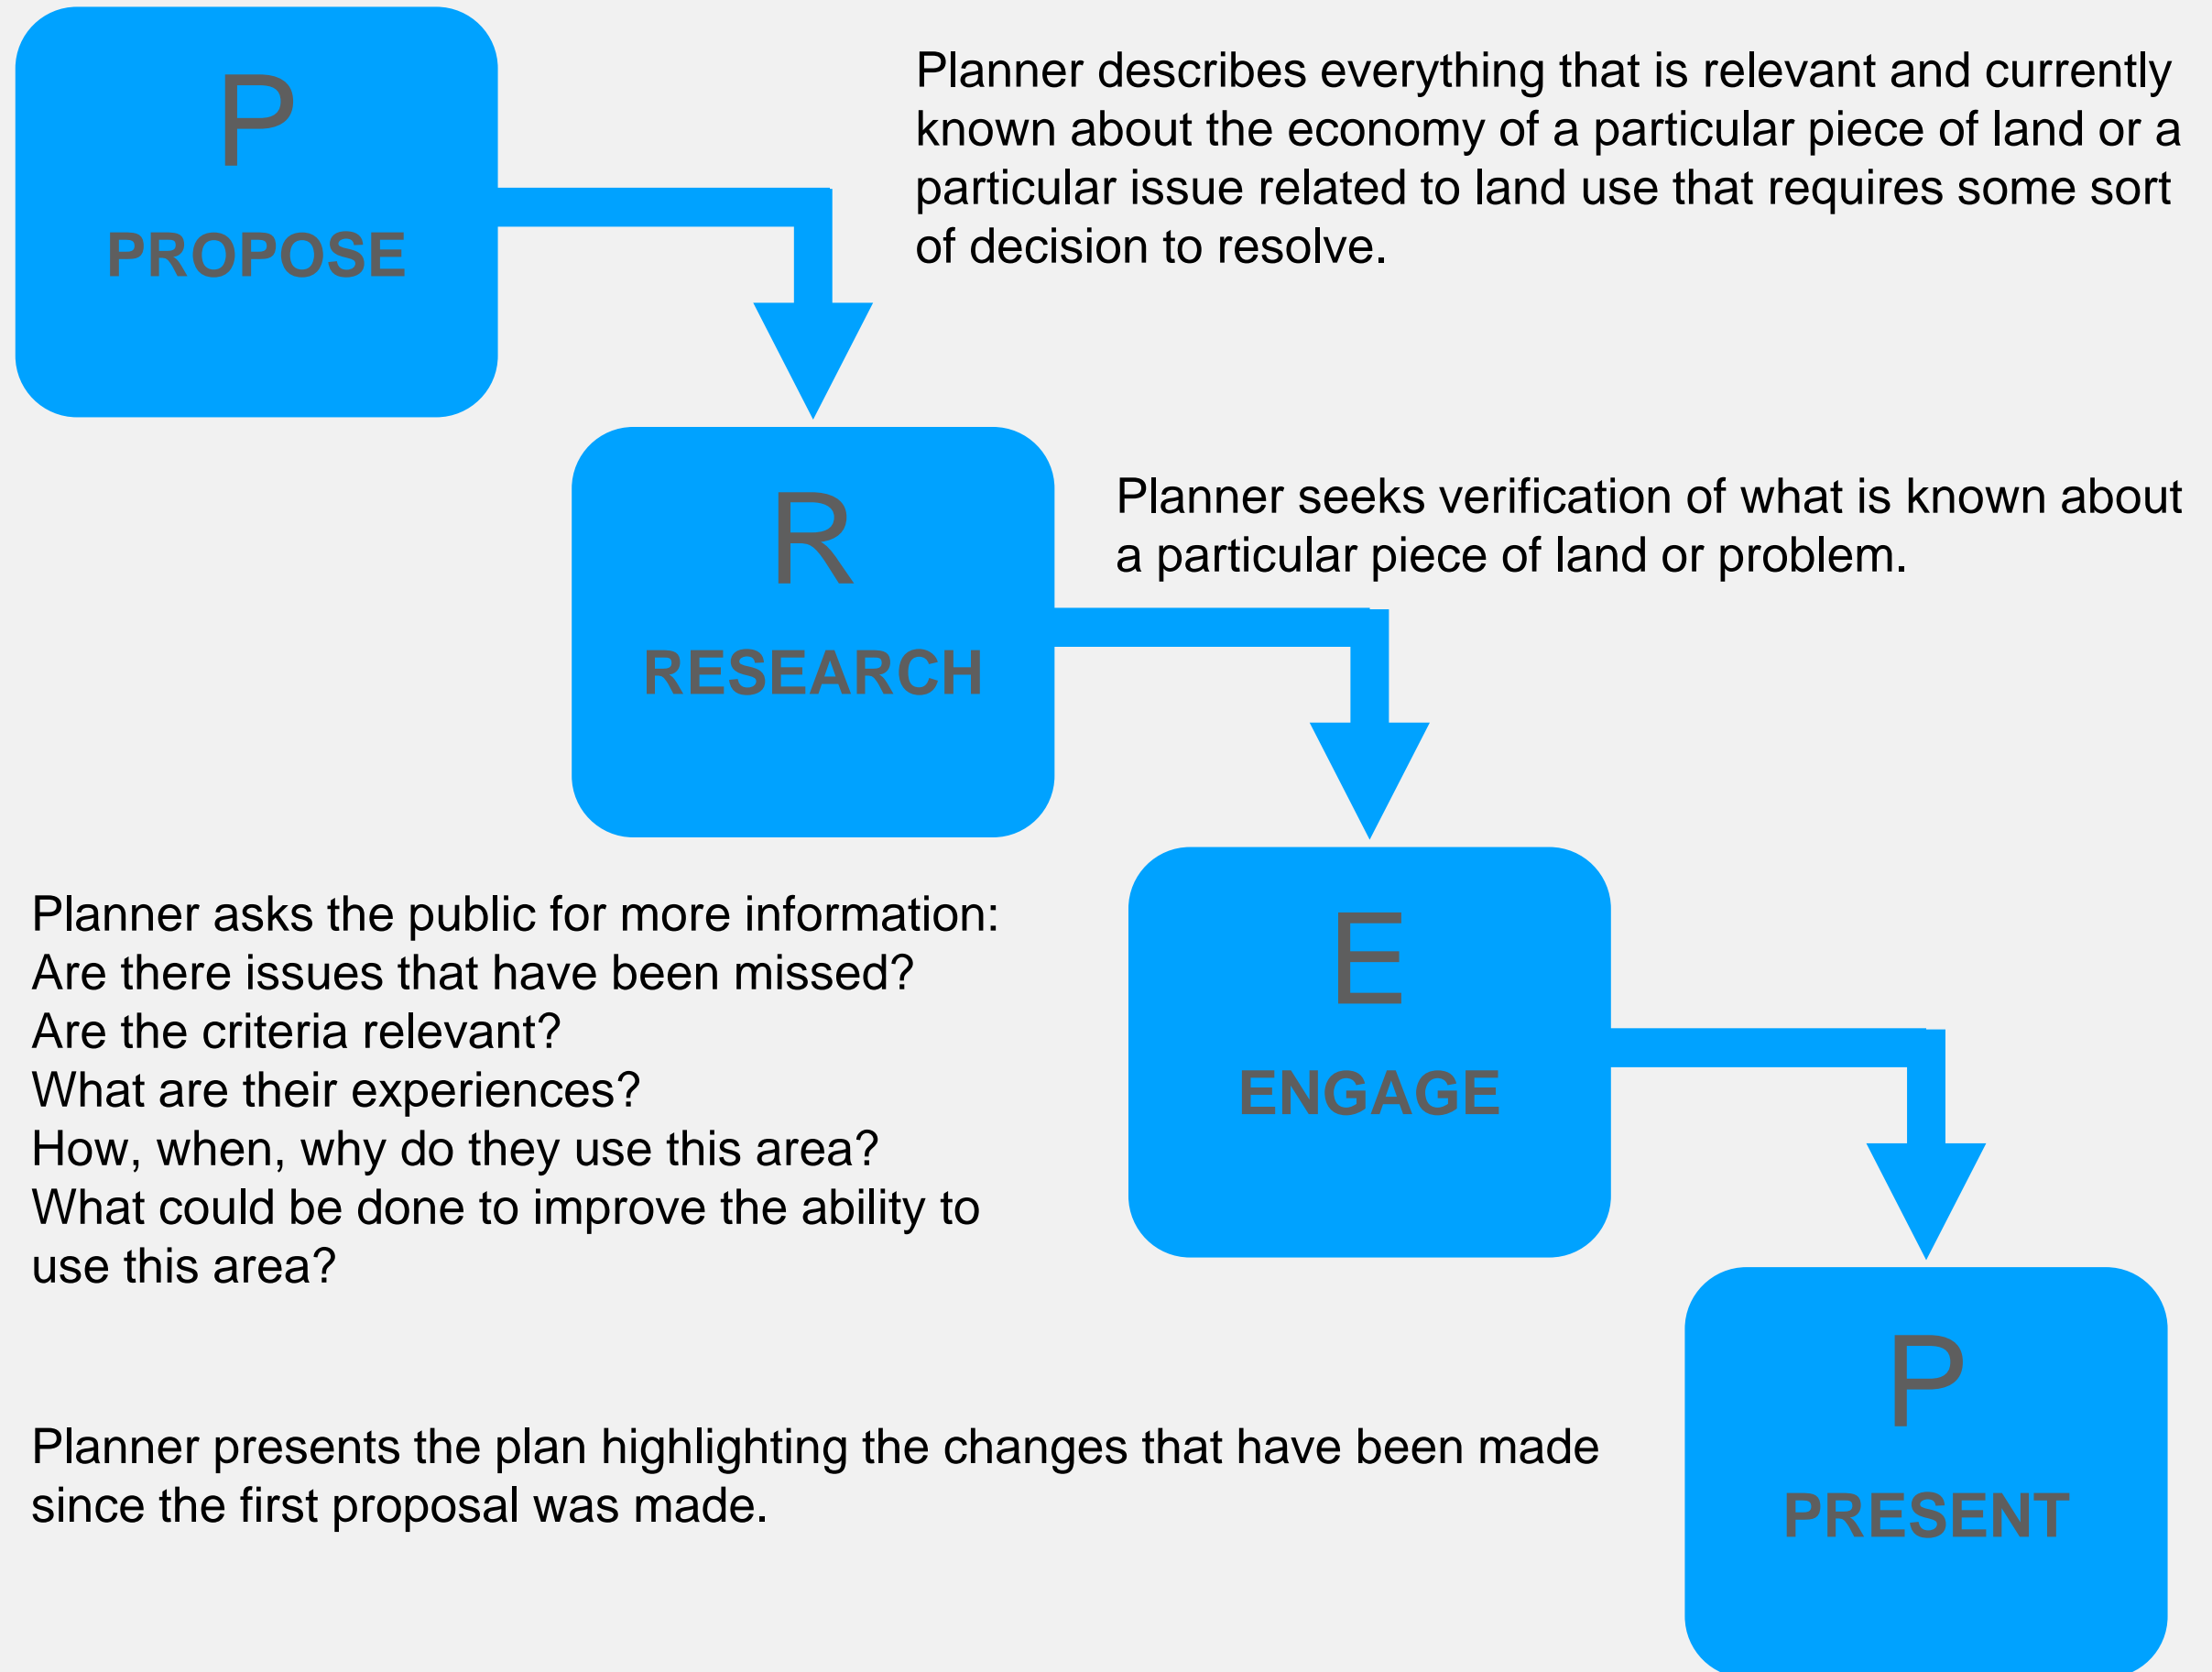 P
PROPOSE
Planner describes everything that is relevant and currently
known about the economy of a particular piece of land or a
particular issue related to land use that requires some sort
of decision to resolve.
R
RESEARCH
Planner seeks verification of what is known about
a particular piece of land or problem.
E
ENGAGE
Planner asks the public for more information:
Are there issues that have been missed?
Are the criteria relevant?
What are their experiences?
How, when, why do they use this area?
What could be done to improve the ability to
use this area?
P
PRESENT
Planner presents the plan highlighting the changes that have been made
since the first proposal was made.